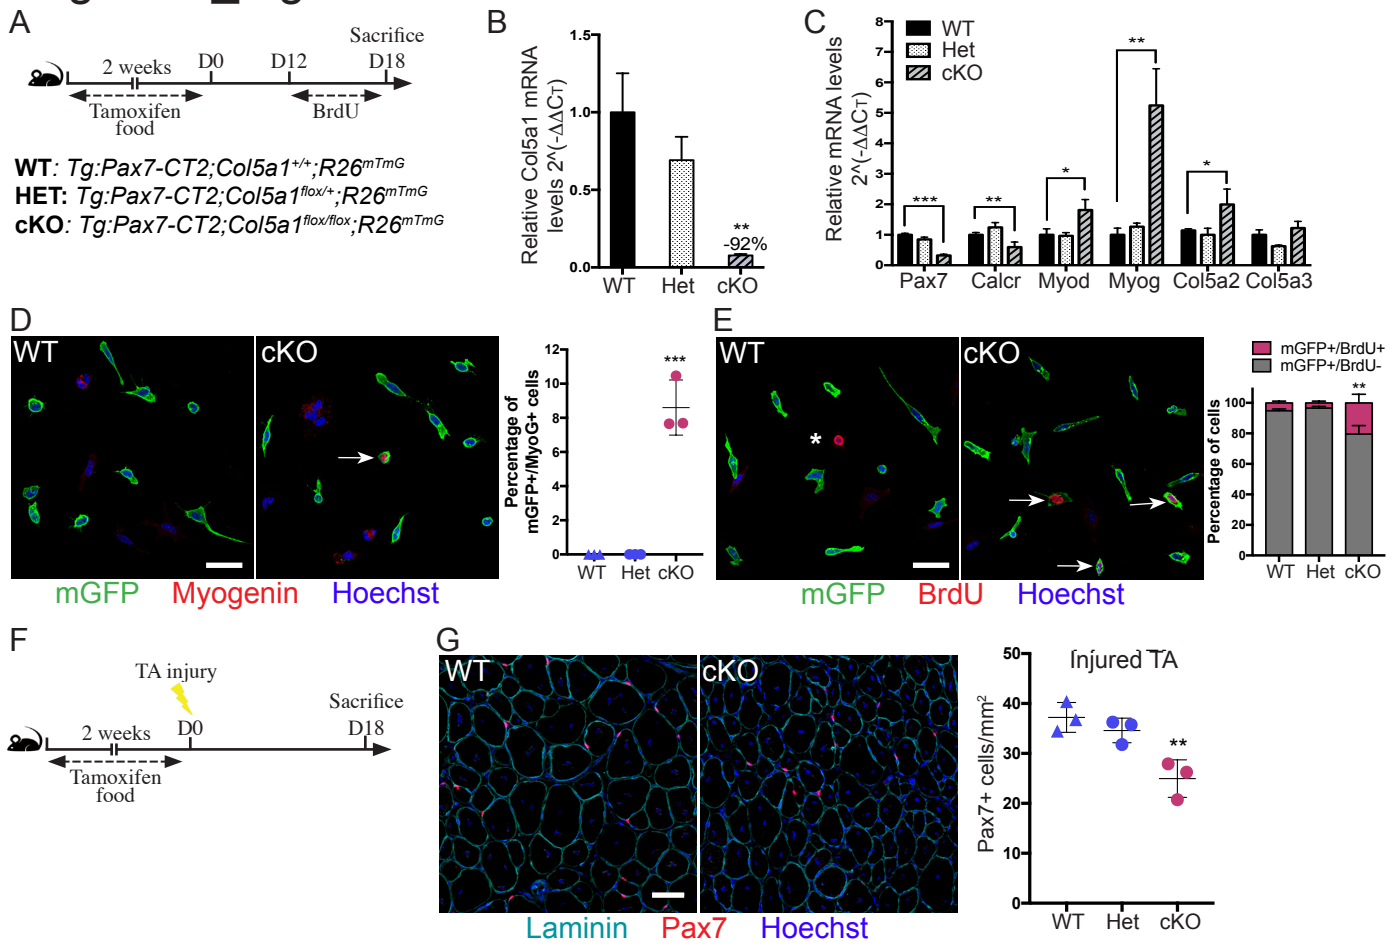 A
2 weeks
D0
D12
Sacrifice
D18
Tamoxifen
food
BrdU
WT: Tg:Pax7-CT2;Col5a1+/+;R26mTmG
HET: Tg:Pax7-CT2;Col5a1flox/+;R26mTmG
cKO: Tg:Pax7-CT2;Col5a1flox/flox;R26mTmG
B
Relative Col5a1 mRNA
levels 2^(-ΔΔCT)
1.5
1.0
0.5
0.0
**
-92%
WT Het cKO
C
Relative mRNA levels
2^(-ΔΔCT)
8
7
6
5
4
3
2
1
0
WT
Het
cKO
***
**
*
**
*
Pax7 Calcr Myod Myog Col5a2 Col5a3
D
WT
cKO
mGFP Myogenin Hoechst
Percentage of
mGFP+/MyoG+ cells
12
10
8
6
4
2
0
***
WT Het cKO
E
WT
*
cKO
mGFP BrdU Hoechst
mGFP+/BrdU+
mGFP+/BrdU-
**
Percentage of cells
100
80
60
40
20
0
WT Het cKO
F
TA injury
2 weeks
D0
Sacrifice
D18
Tamoxifen
food
G
WT
cKO
Laminin Pax7 Hoechst
Injured TA
Pax7+ cells/mm2
50
40
30
20
10
0
**
WT Het cKO